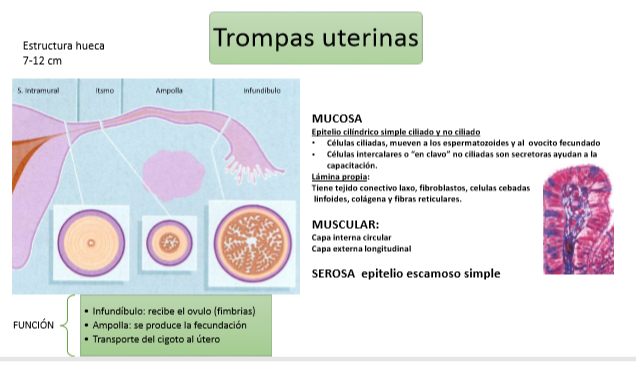 Trompas uterinas
Estructura hueca
7-12 cm
S. intramural
Itsmo
Ampolla
Infundíbulo
MUCOSA
Epitelio cilíndrico simple ciliado y no ciliado
• Células ciliadas, mueven a los espermatozoides y al ovocito fecundado
• Células intercalares o "en clavo" no ciliadas son secretoras ayudan a la
capacitación.
Lámina propia:
Tiene tejido conectivo laxo, fibroblastos, celulas cebadas
linfoides, colágena y fibras reticulares.
MUSCULAR:
Capa interna circular
Capa externa longitudinal
SEROSA epitelio escamoso simple
FUNCIÓN
• Infundíbulo: recibe el ovulo (fimbrias)
• Ampolla: se produce la fecundación
• Transporte del cigoto al útero